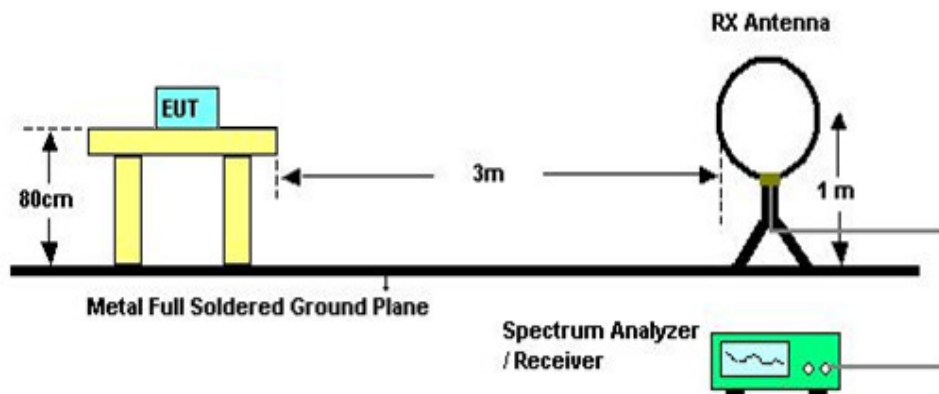 RX Antenna
EUT
80cm
3m
1 m
Metal Full Soldered Ground Plane
Spectrum Analyzer
/ Receiver